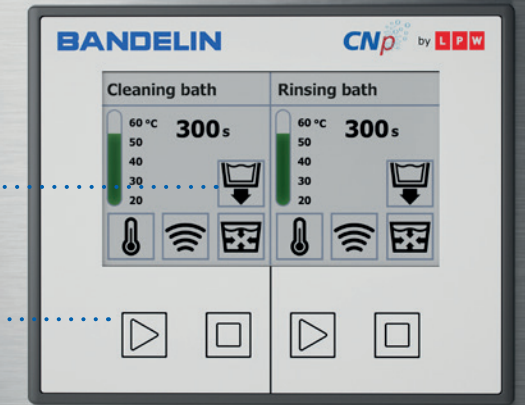 BANDELIN
CNp by LPW
Cleaning bath
60 °C
50
40
30
20
300 s
Rinsing bath
60 °C
50
40
30
20
300 s